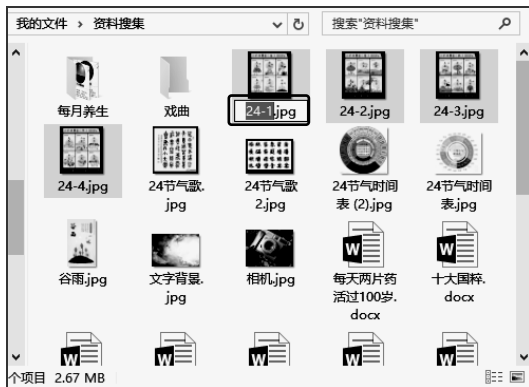 我的文件 › 资料搜集
搜索"资料搜集"
每月养生
戏曲
24-1.jpg
24-2.jpg
24-3.jpg
24-4.jpg
24节气歌.
jpg
24节气歌
2.jpg
24节气时间
表 (2).jpg
24节气时间
表.jpg
谷雨.jpg
文字背景.
jpg
相机.jpg
每天两片药
活过100岁.
docx
十大国粹.
docx
个项目 2.67 MB